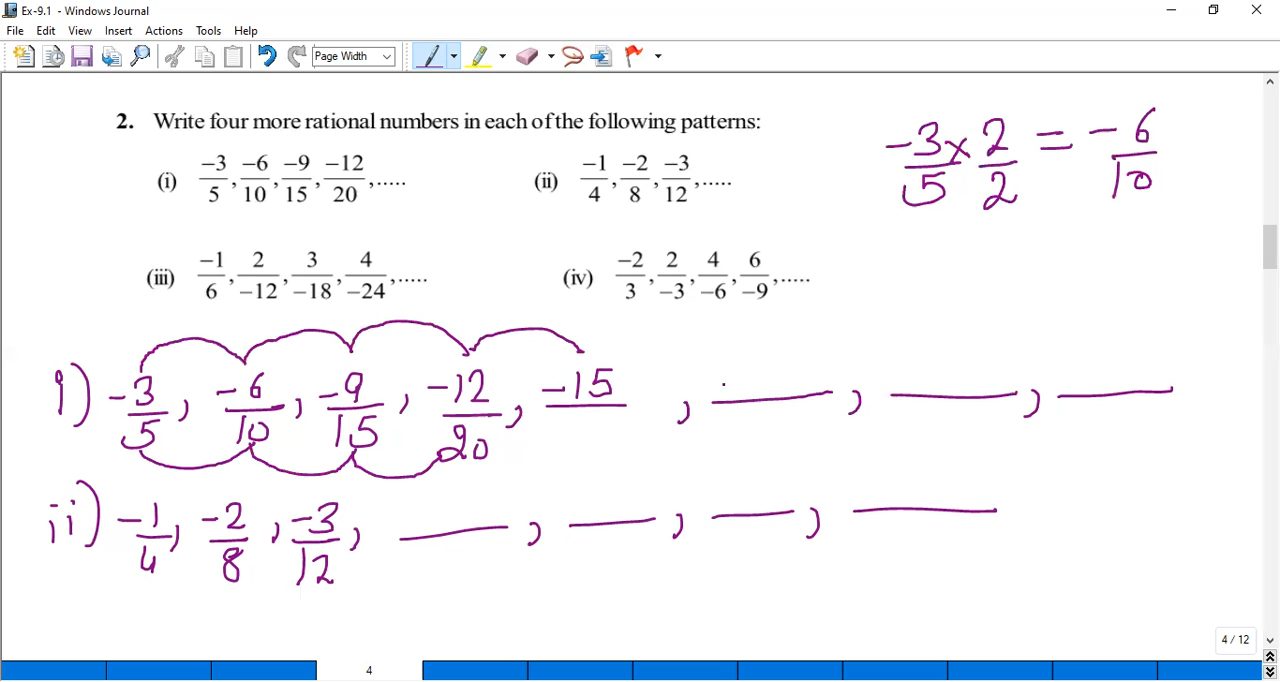 Ex-9.1 - Windows Journal
File Edit View Insert Actions Tools Help
Page Width
2. Write four more rational numbers in each of the following patterns:
(i) -3/5, -6/10, -9/15, -12/20, ..... (ii) -1/4, -2/8, -3/12, .....
-3/5 × 2/2 = -6/10
(iii) -1/6, 2/-12, 3/-18, 4/-24, ..... (iv) -2/3, 2/-3, 4/-6, 6/-9, .....
i) -3/5, -6/10, -9/15, -12/20, -15/ , ___, ___, ___
ii) -1/4, -2/8, -3/12, ___, ___, ___, ___
4 / 12
4